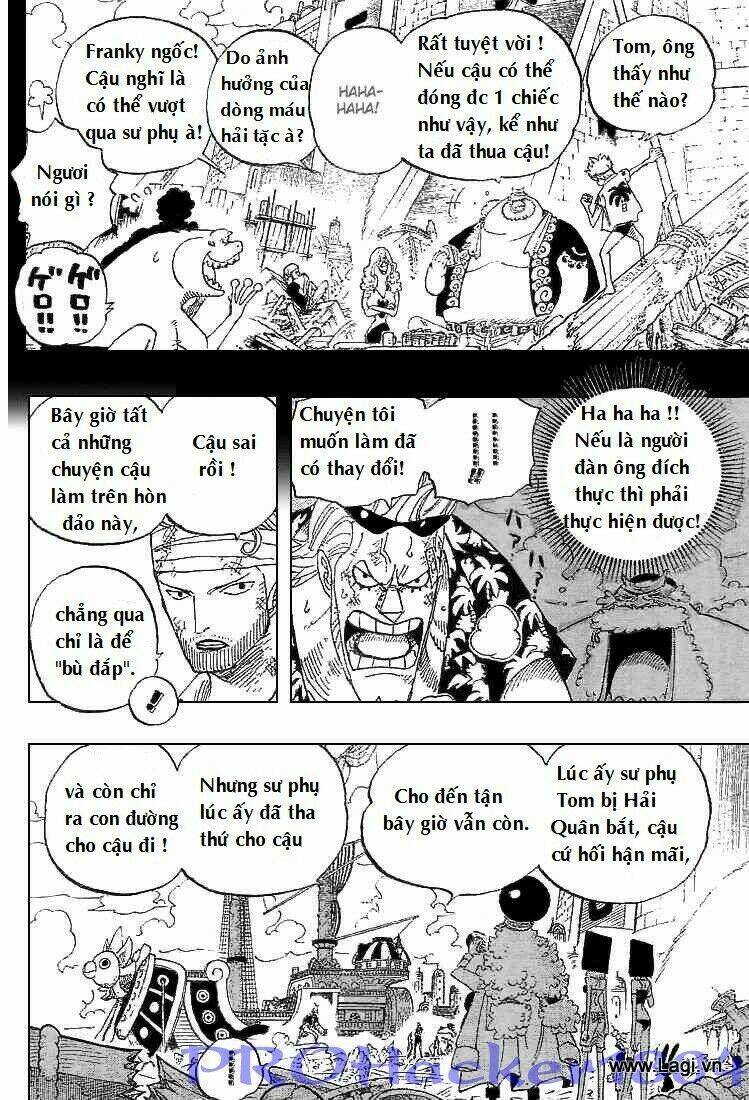 Tom, ông
thấy như
thế nào?
Rất tuyệt vời !
Nếu cậu có thể
đóng đc 1 chiếc
như vậy, kể như
ta đã thua cậu!
HAHA-
HAHA!
Do ảnh
hưởng của
dòng máu
hải tặc à?
Franky ngốc!
Cậu nghĩ là
có thể vượt
qua sư phụ à!
Ngươi
nói gì ?
ゲロゲロ!!
Ha ha ha !!
Nếu là người
đàn ông đích
thực thì phải
thực hiện được!
Chuyện tôi
muốn làm đã
có thay đổi!
Cậu sai
rồi !
Bây giờ tất
cả những
chuyện cậu
làm trên hòn
đảo này,
chẳng qua
chỉ là để
"bù đắp".
!!
Lúc ấy sư phụ
Tom bị Hải
Quân bắt, cậu
cứ hối hận mãi,
Cho đến tận
bây giờ vẫn còn.
Nhưng sư phụ
lúc ấy đã tha
thứ cho cậu
và còn chỉ
ra con đường
cho cậu đi !
www.Lagi.vn